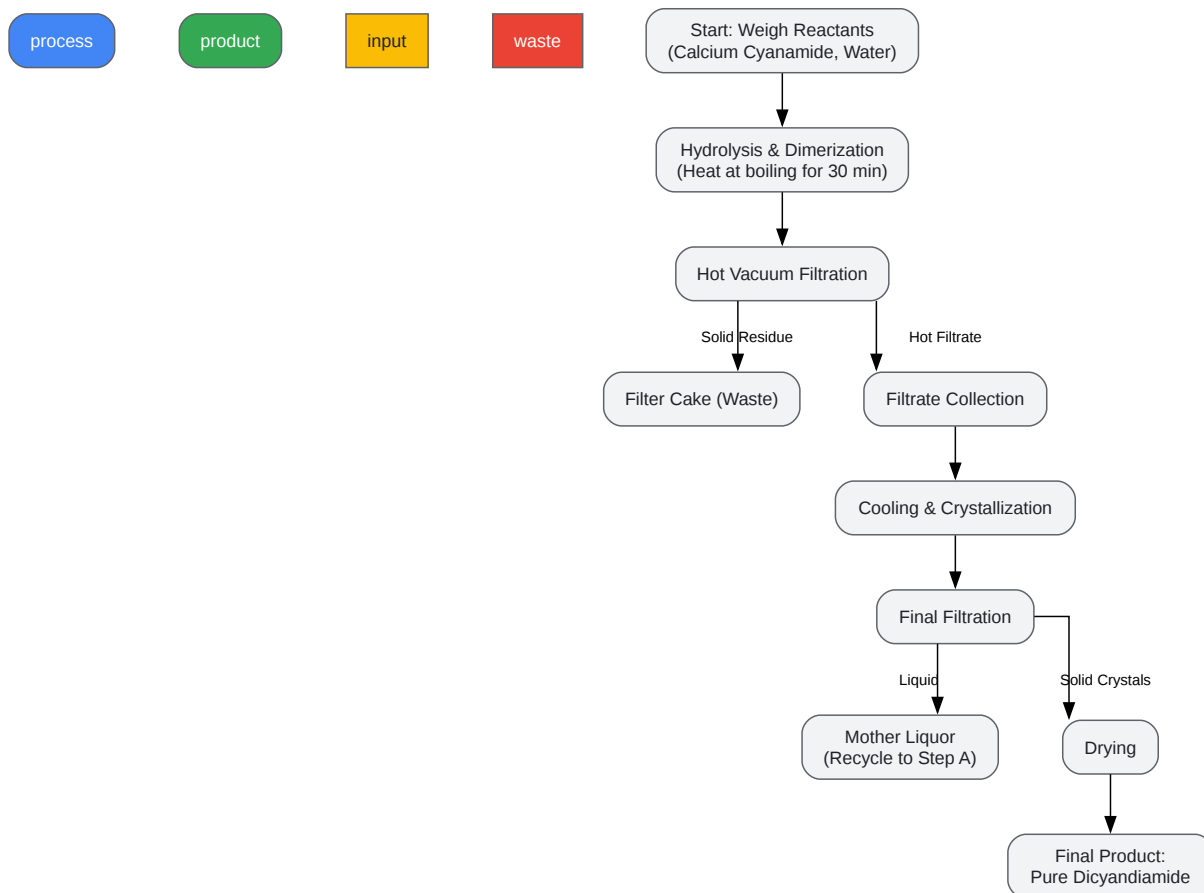 process
product
input
waste
Start: Weigh Reactants
(Calcium Cyanamide, Water)
Hydrolysis & Dimerization
(Heat at boiling for 30 min)
Hot Vacuum Filtration
Solid Residue
Hot Filtrate
Filter Cake (Waste)
Filtrate Collection
Cooling & Crystallization
Final Filtration
Liquid
Solid Crystals
Mother Liquor
(Recycle to Step A)
Drying
Final Product:
Pure Dicyandiamide